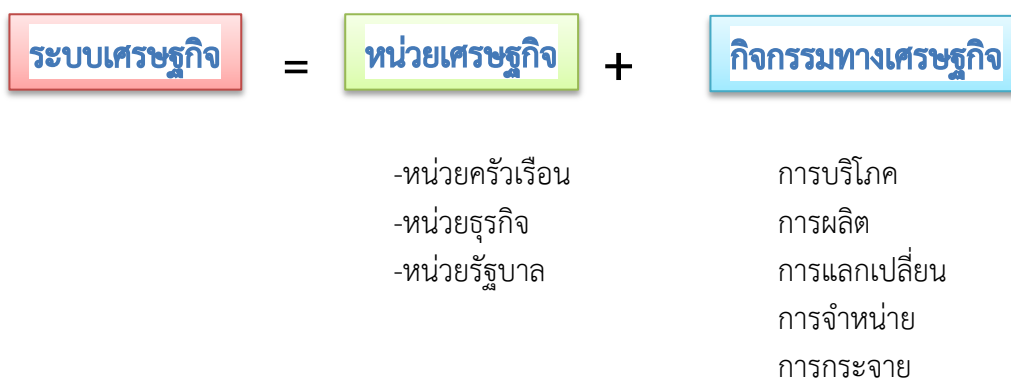 ระบบเศรษฐกิจ = หน่วยเศรษฐกิจ + กิจกรรมทางเศรษฐกิจ
-หน่วยครัวเรือน การบริโภค
-หน่วยธุรกิจ การผลิต
-หน่วยรัฐบาล การแลกเปลี่ยน
การจำหน่าย
การกระจาย